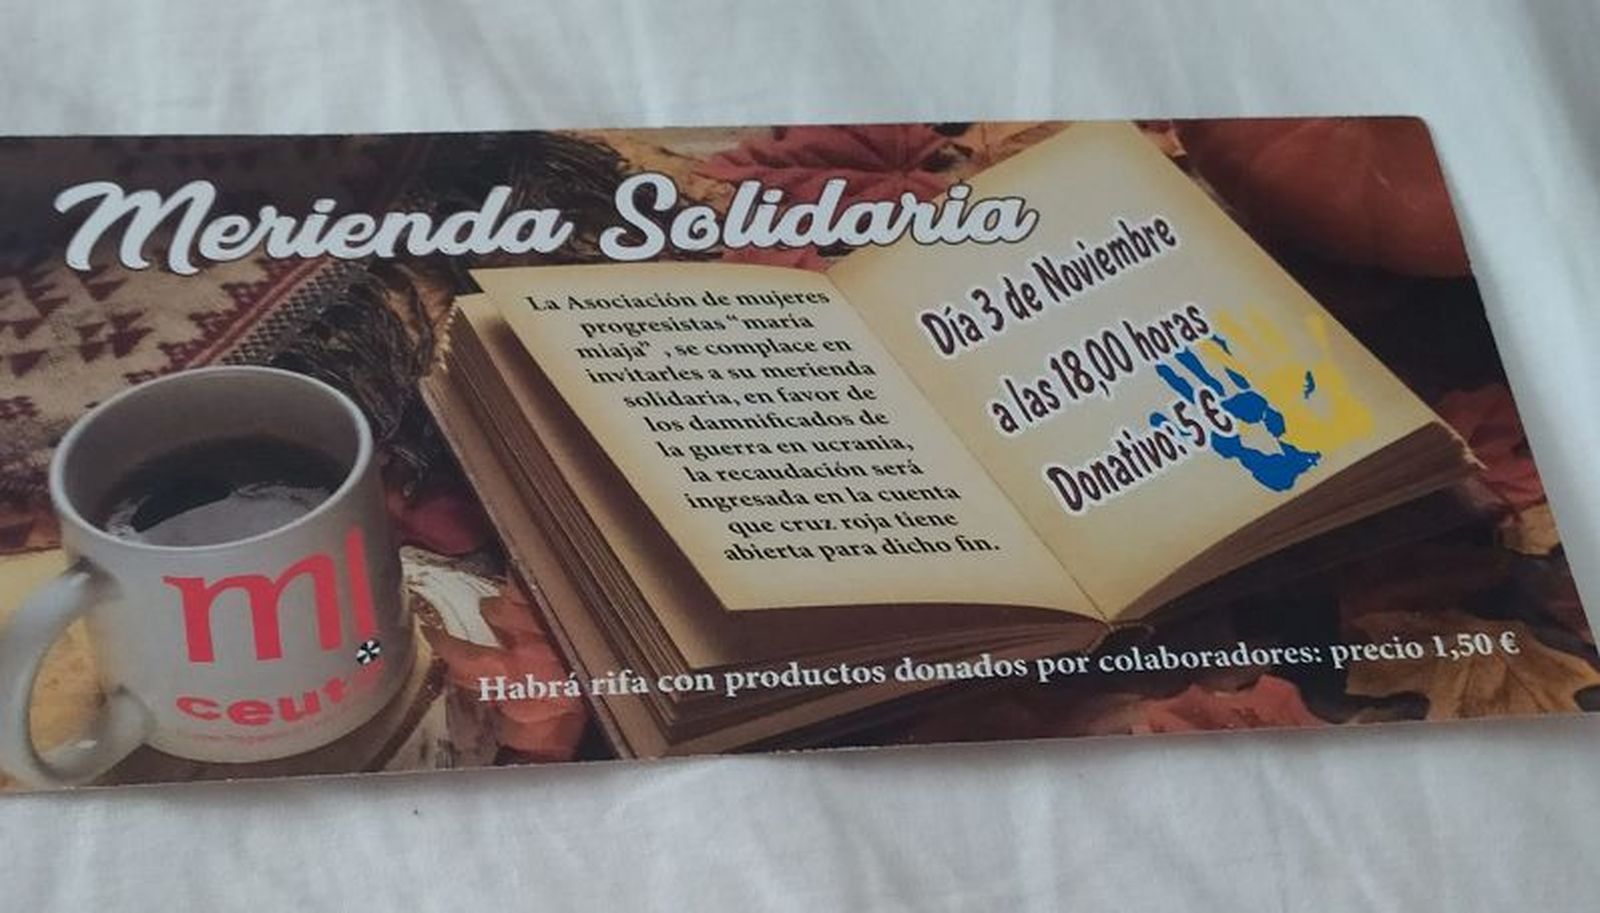 Merienda Solidaria
La Asociación de mujeres
progresistas "maria
miaja" , se complace en
invitarles a su merienda
solidaria, en favor de
los damnificados de
la guerra en ucrania,
la recaudación será
ingresada en la cuenta
que cruz roja tiene
abierta para dicho fin.
Día 3 de Noviembre
a las 18,00 horas
Donativo: 5 €
ml
ceuta
Habrá rifa con productos donados por colaboradores: precio 1,50 €